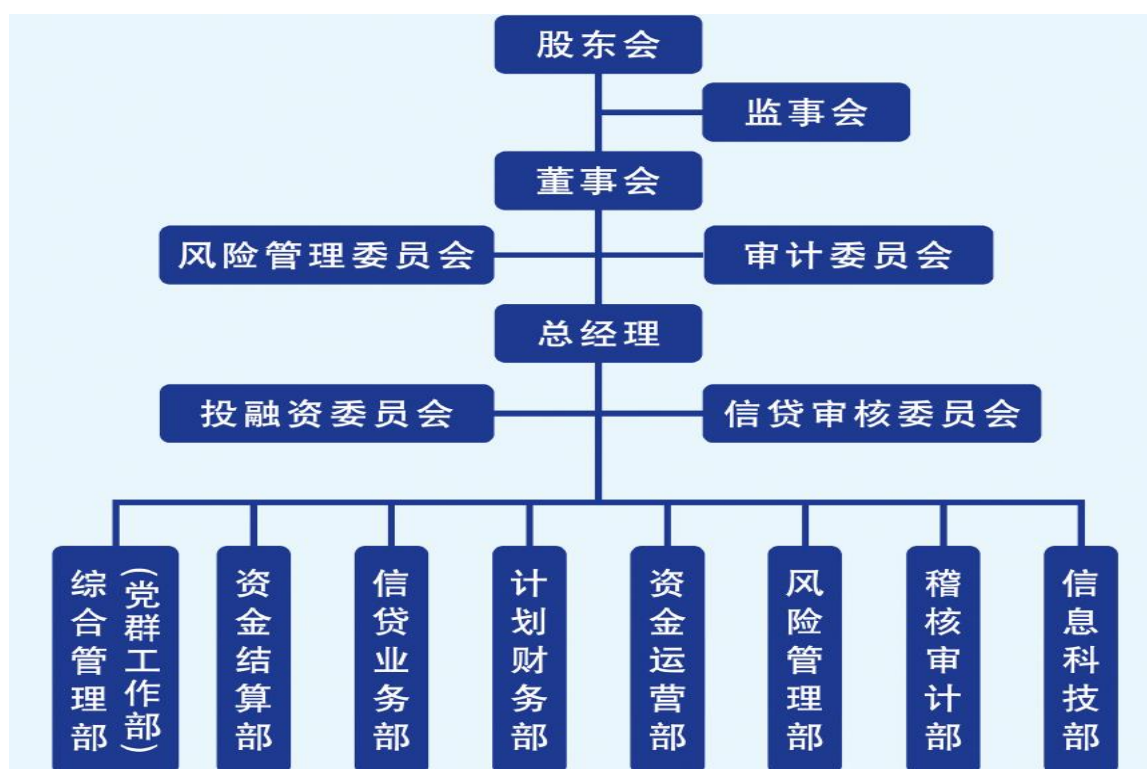 股东会
监事会
董事会
风险管理委员会
审计委员会
总经理
投融资委员会
信贷审核委员会
综合管理部
(党群工作部)
资金结算部
信贷业务部
计划财务部
资金运营部
风险管理部
稽核审计部
信息科技部